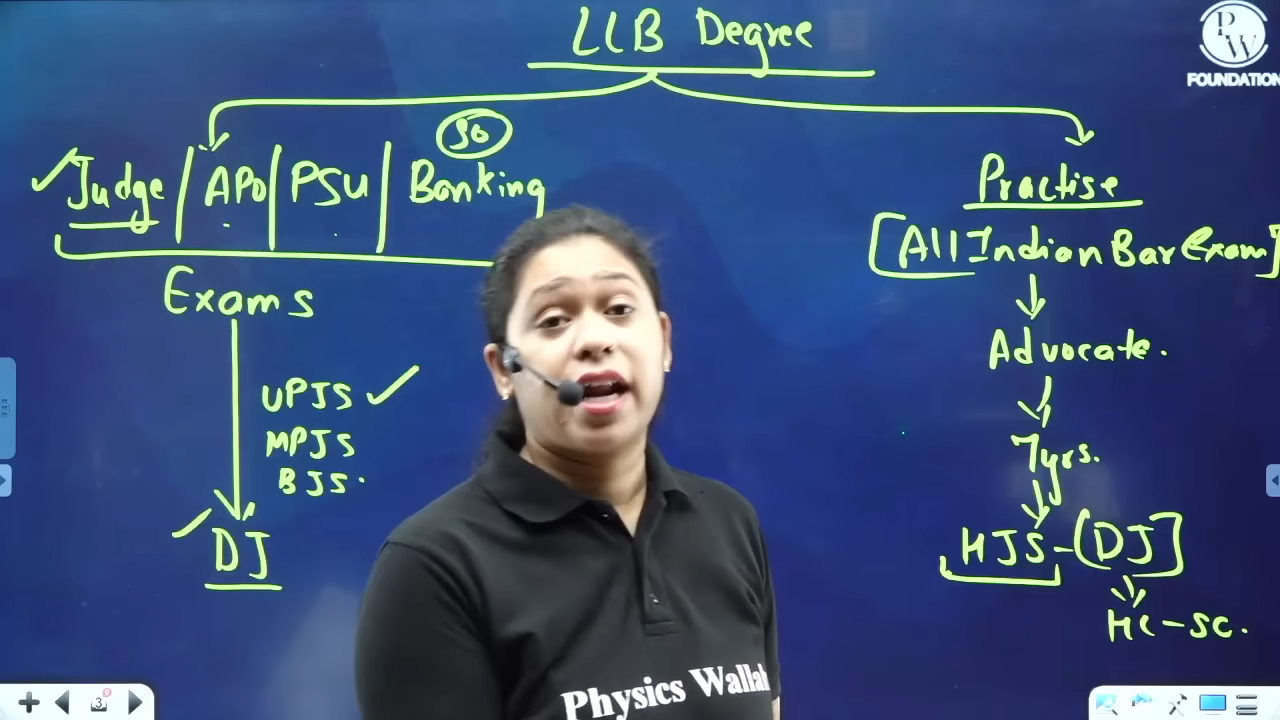 LLB Degree
PW
FOUNDATION
SO
Judge / APO | PSU | Banking
Exams
UPJS
MPJS
BJS.
DJ
Practise
[All Indian Bar Exam]
Advocate.
7yrs.
HJS - (DJ]
HC - SC.
Physics Wallah
3